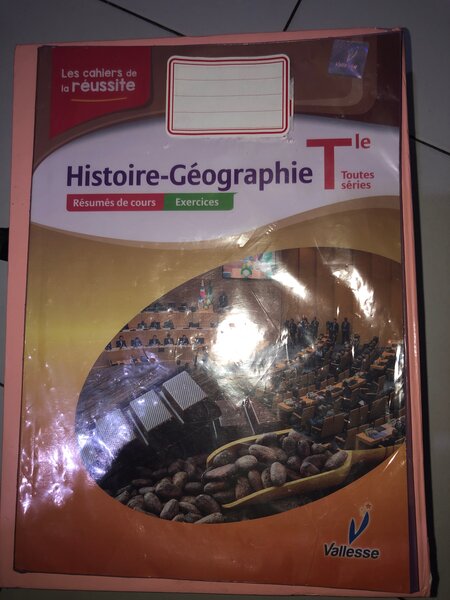 Les cahiers de
la réussite
Histoire-Géographie
Tle
Toutes
séries
Résumés de cours
Exercices
Vallesse